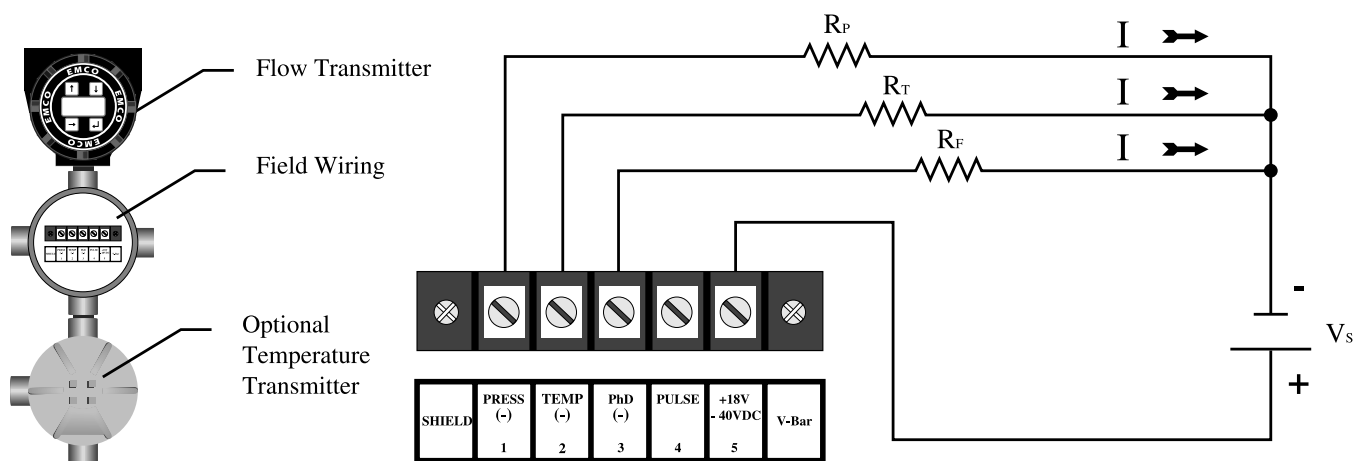 EMCO
EMCO
EMCO
EMCO
Flow Transmitter
Field Wiring
Optional
Temperature
Transmitter
RP
I
RT
I
RF
I
-
VS
+
SHIELD
PRESS
(-)
1
TEMP
(-)
2
PhD
(-)
3
PULSE
4
+18V
- 40VDC
5
V-Bar